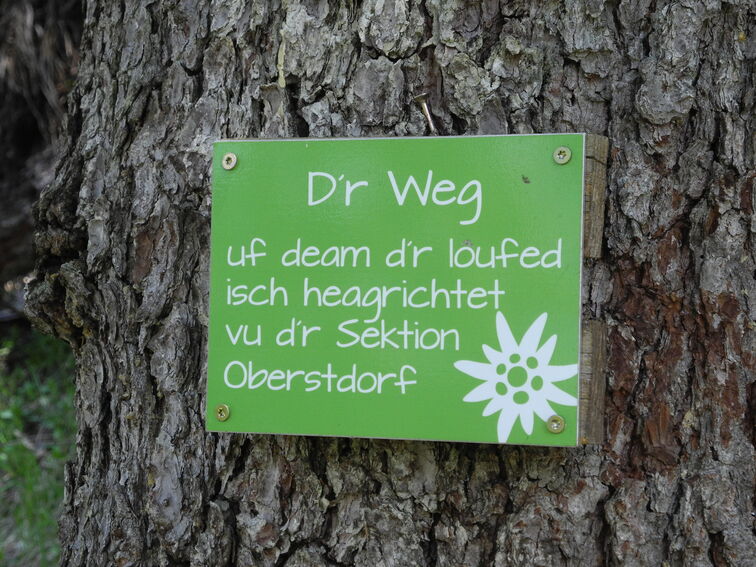 D'r Weg
uf deam d'r loufed
isch heagrichtet
vu d'r Sektion
Oberstdorf